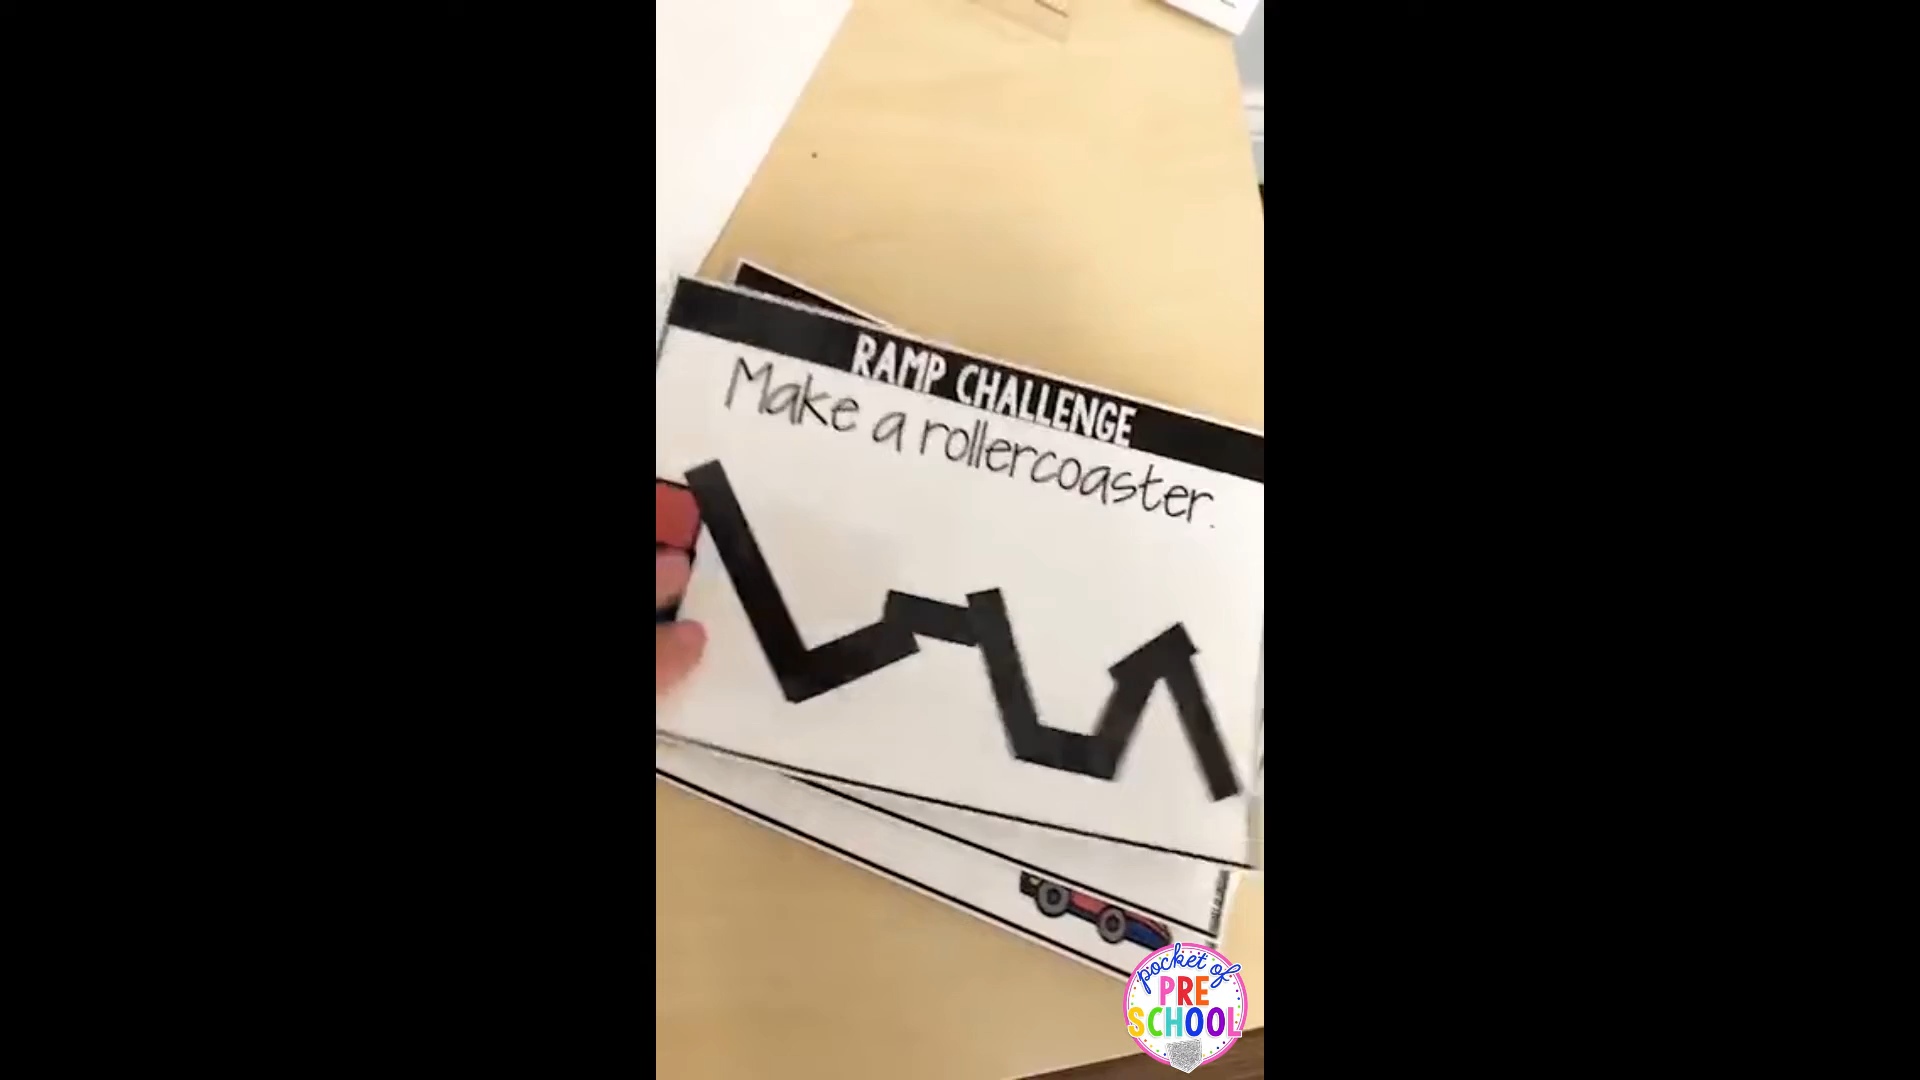 RAMP CHALLENGE
Make a rollercoaster.
pocket of
PRE
SCHOOL